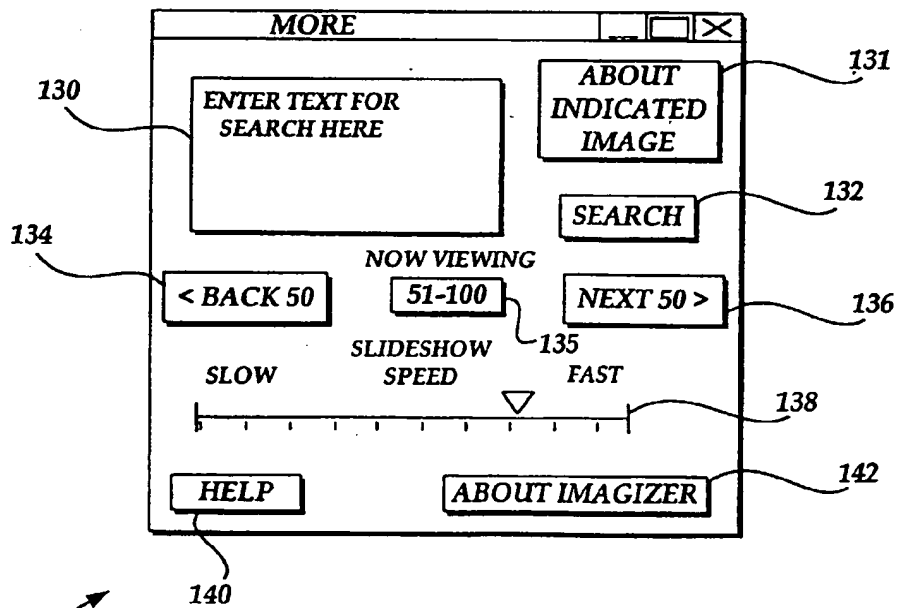 MORE
131
130
ENTER TEXT FOR
SEARCH HERE
ABOUT
INDICATED
IMAGE
132
SEARCH
134
NOW VIEWING
< BACK 50
51-100
NEXT 50 >
136
135
SLIDESHOW
SPEED
SLOW
FAST
138
HELP
ABOUT IMAGIZER
142
140